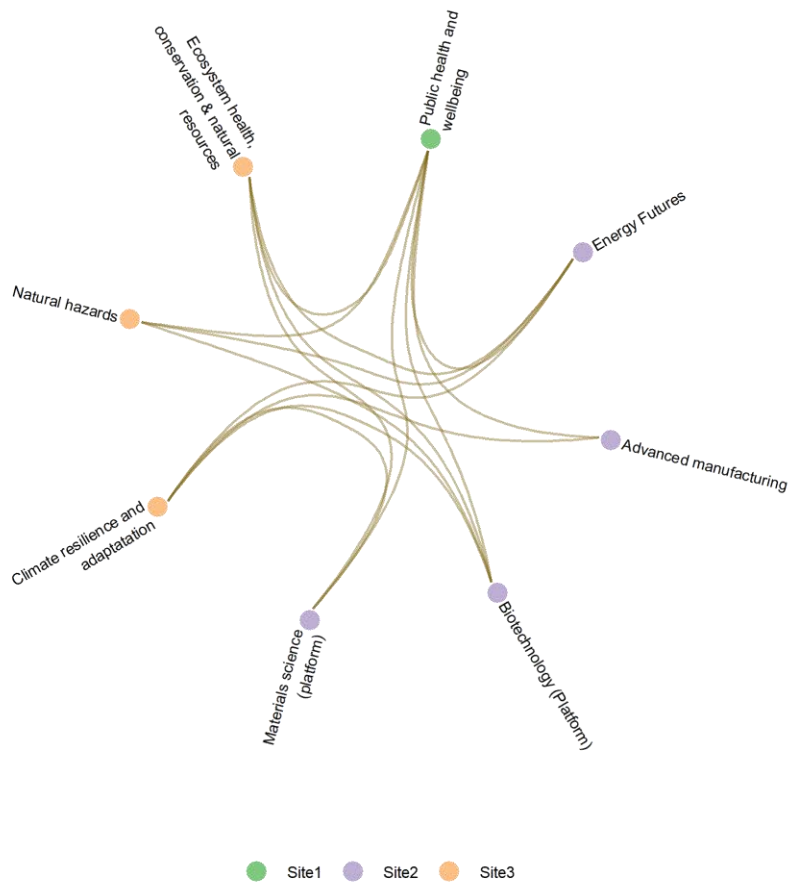 Ecosystem health,
conservation & natural
resources
Public health and
wellbeing
Energy Futures
Natural hazards
Advanced manufacturing
Climate resilience and
adaptatation
Materials science
(platform)
Biotechnology (Platform)
Site1
Site2
Site3